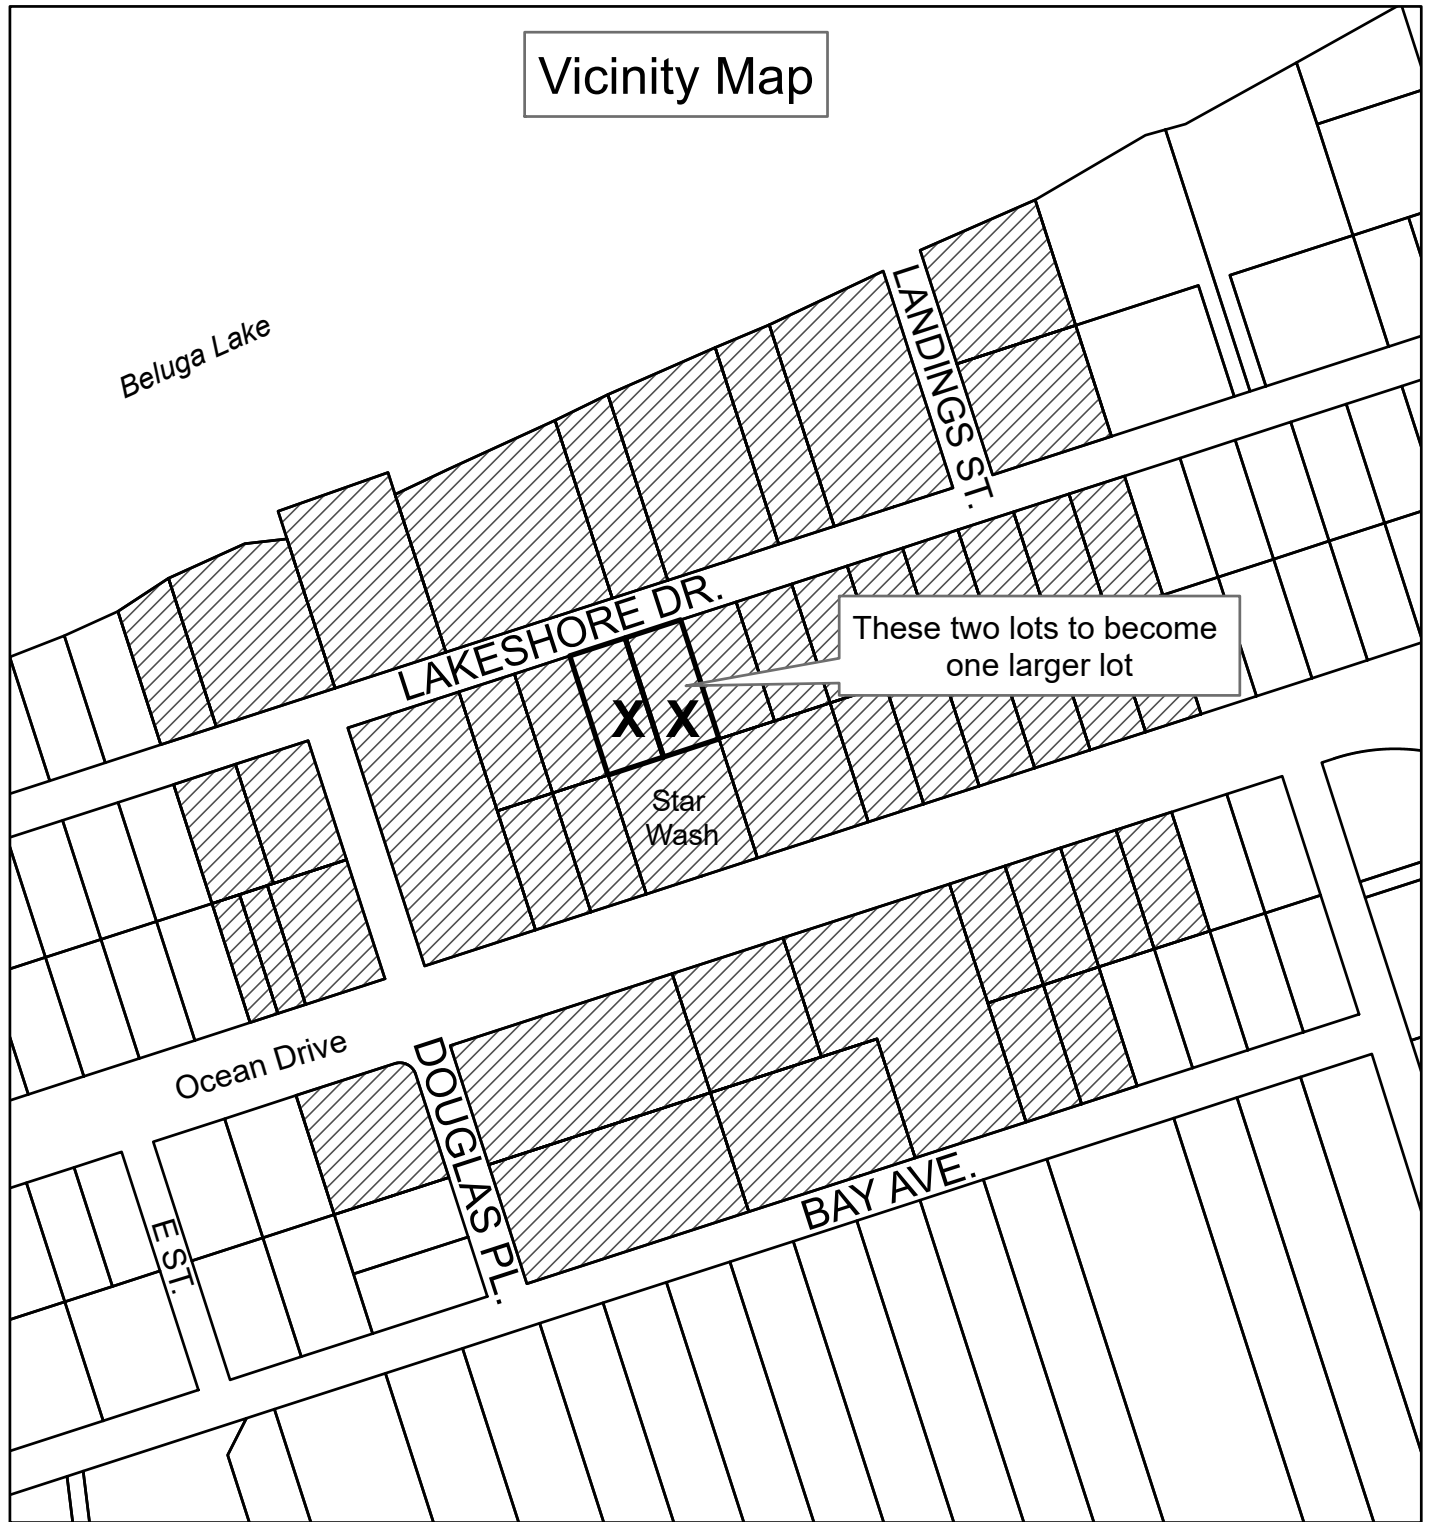 Vicinity Map
Beluga Lake
LANDINGS ST.
LAKESHORE DR.
These two lots to become
one larger lot
X X
Star
Wash
Ocean Drive
DOUGLAS PL.
BAY AVE.
E ST.